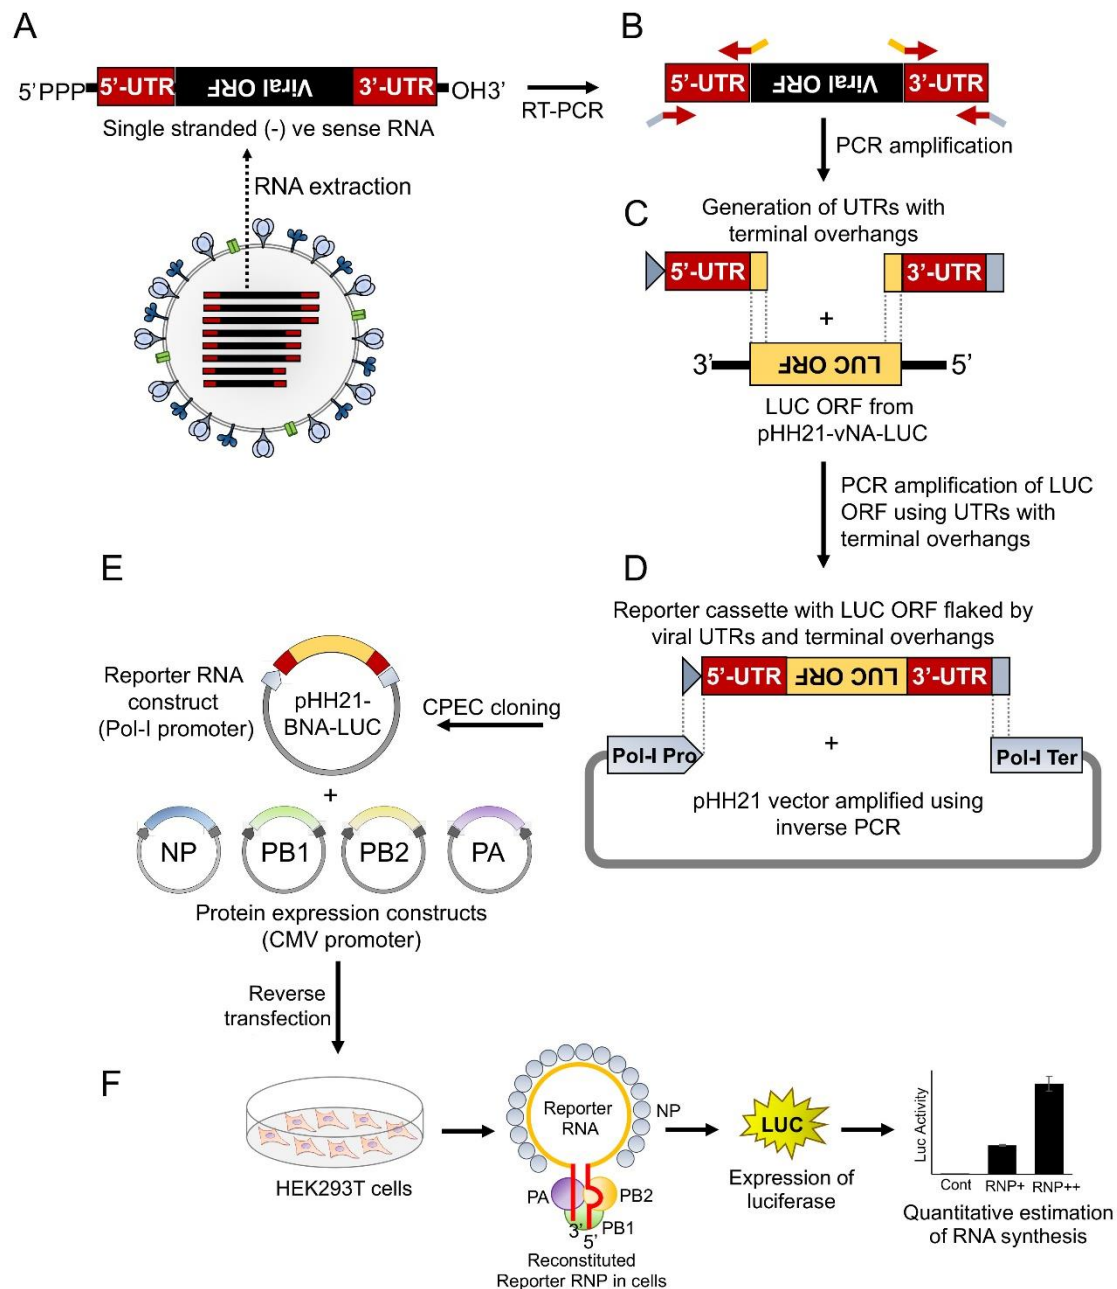 A
5'PPP 5'-UTR Viral ORF 3'-UTR OH3'
Single stranded (-) ve sense RNA
RNA extraction
RT-PCR
B
5'-UTR Viral ORF 3'-UTR
PCR amplification
C
Generation of UTRs with
terminal overhangs
5'-UTR 3'-UTR
+
3' LUC ORF 5'
LUC ORF from
pHH21-vNA-LUC
PCR amplification of LUC
ORF using UTRs with
terminal overhangs
D
Reporter cassette with LUC ORF flaked by
viral UTRs and terminal overhangs
5'-UTR LUC ORF 3'-UTR
+
Pol-I Pro Pol-I Ter
pHH21 vector amplified using
inverse PCR
CPEC cloning
E
Reporter RNA
construct
(Pol-I promoter)
pHH21-
BNA-LUC
+
NP PB1 PB2 PA
Protein expression constructs
(CMV promoter)
Reverse
transfection
F
HEK293T cells
Reporter
RNA
NP
PA PB2
PB1
3'
5'
Reconstituted
Reporter RNP in cells
LUC
Expression of
luciferase
Luc Activity
Cont RNP+ RNP++
Quantitative estimation
of RNA synthesis